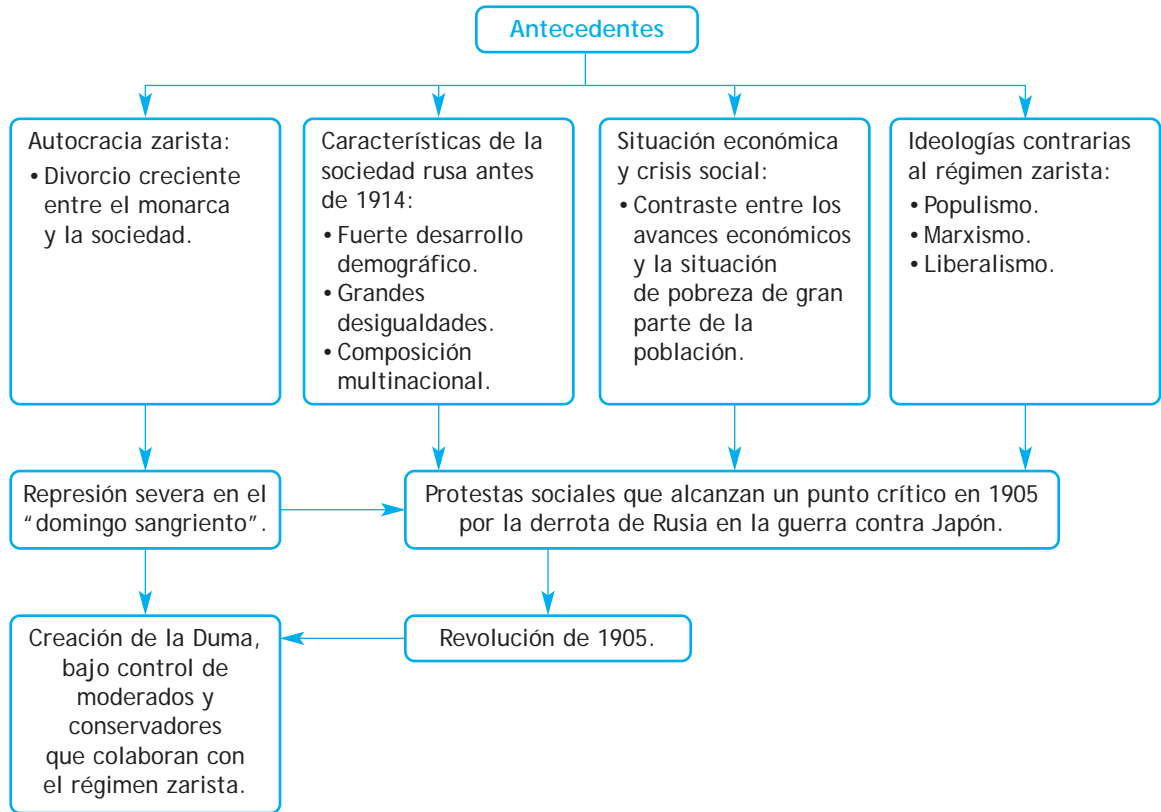 Antecedentes
Autocracia zarista:
• Divorcio creciente
entre el monarca
y la sociedad.
Características de la
sociedad rusa antes
de 1914:
• Fuerte desarrollo
demográfico.
• Grandes
desigualdades.
• Composición
multinacional.
Situación económica
y crisis social:
• Contraste entre los
avances económicos
y la situación
de pobreza de gran
parte de la
población.
Ideologías contrarias
al régimen zarista:
• Populismo.
• Marxismo.
• Liberalismo.
Represión severa en el
“domingo sangriento”.
Protestas sociales que alcanzan un punto crítico en 1905
por la derrota de Rusia en la guerra contra Japón.
Creación de la Duma,
bajo control de
moderados y
conservadores
que colaboran con
el régimen zarista.
Revolución de 1905.